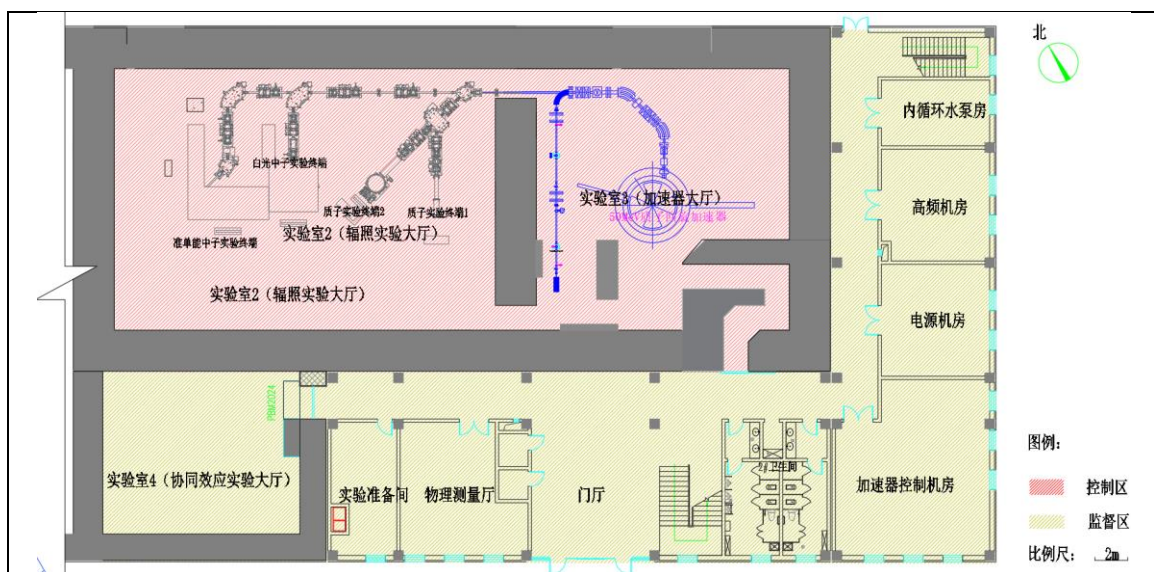 北
内循环水泵房
白光中子实验终端
质子实验终端2
质子实验终端1
实验室3（加速器大厅）
高频机房
准单能中子实验终端
实验室2（辐照实验大厅）
实验室2（辐照实验大厅）
电源机房
PBM2024
图例：
实验室4（协同效应实验大厅）
实验准备间
物理测量厅
门厅
卫生间
加速器控制机房
控制区
监督区
比例尺： 2m